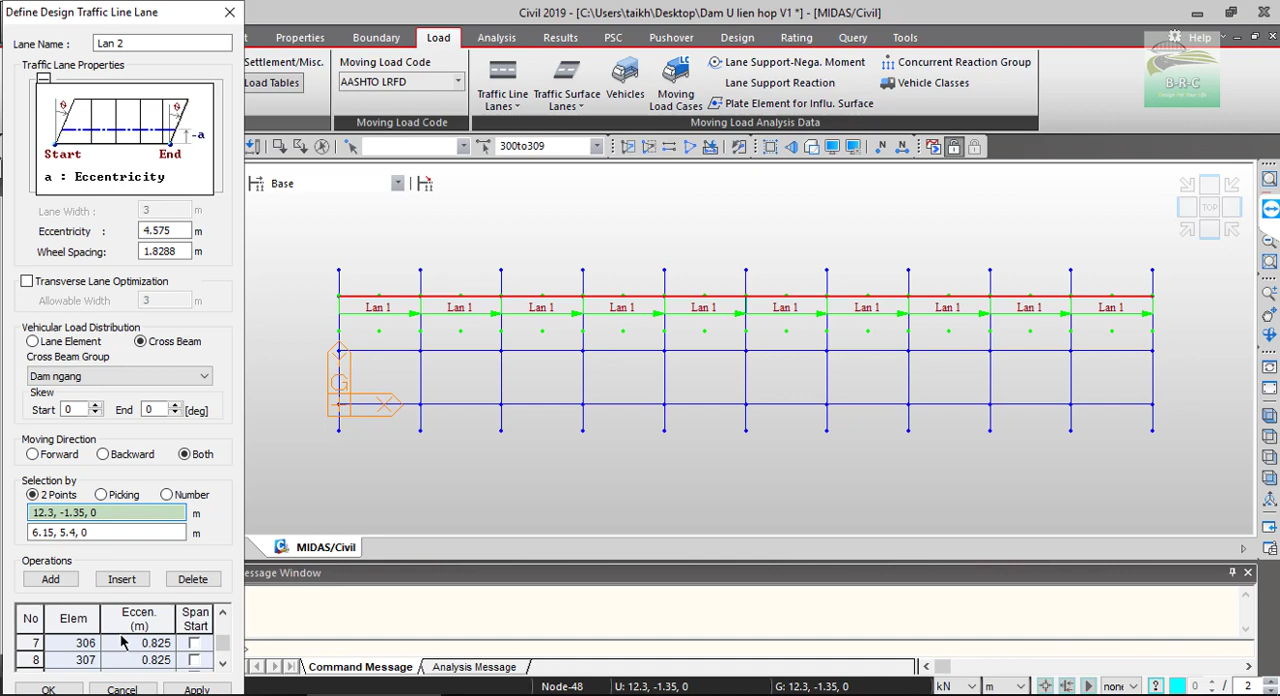 Define Design Traffic Line Lane
Civil 2019 - [C:\Users\taikh\Desktop\Dam U lien hop V1 *] - [MIDAS/Civil]
Properties Boundary Load Analysis Results PSC Pushover Design Rating Query Tools Help
Lane Name : Lan 2
Traffic Lane Properties
Start End
-a
a : Eccentricity
Lane Width : 3 m
Eccentricity : 4.575 m
Wheel Spacing: 1.8288 m
Transverse Lane Optimization
Allowable Width 3 m
Vehicular Load Distribution
Lane Element Cross Beam
Cross Beam Group
Dam ngang
Skew
Start 0 End 0 [deg]
Moving Direction
Forward Backward Both
Selection by
2 Points Picking Number
12.3, -1.35, 0 m
6.15, 5.4, 0 m
Operations
Add Insert Delete
No Elem Eccen. (m) Span Start
7 306 0.825
8 307 0.825
OK Cancel Apply
Settlement/Misc.
Load Tables
Moving Load Code
AASHTO LRFD
Moving Load Code
Traffic Line Lanes
Traffic Surface Lanes
Vehicles
Moving Load Cases
Lane Support-Nega. Moment
Lane Support Reaction
Plate Element for Influ. Surface
Concurrent Reaction Group
Vehicle Classes
Moving Load Analysis Data
B-R-C
300to309
Base
TOP
Lan 1 Lan 1 Lan 1 Lan 1 Lan 1 Lan 1 Lan 1 Lan 1 Lan 1 Lan 1
G
X
MIDAS/Civil
essage Window
Command Message Analysis Message
Node-48 U: 12.3, -1.35, 0 G: 12.3, -1.35, 0 kN m 0 none / 2